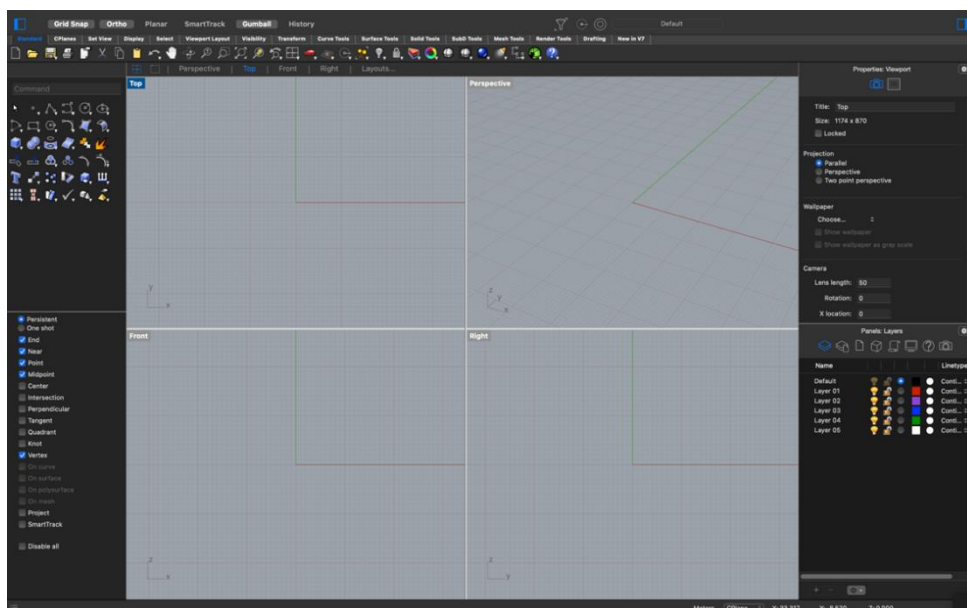 Grid Snap Ortho Planar SmartTrack Gumball History Default
Standard CPlanes Set View Display Select Viewport Layout Visibility Transform Curve Tools Surface Tools Solid Tools SubD Tools Mesh Tools Render Tools Drafting New in V7
Perspective Top Front Right Layouts...
Command
Top
Perspective
Properties: Viewport
Title: Top
Size: 1174 x 870
Locked
Projection
Parallel
Perspective
Two point perspective
Wallpaper
Choose...
Show wallpaper
Show wallpaper as gray scale
Camera
Lens length: 50
Rotation: 0
X location: 0
y
x
z
y
x
Persistent
One shot
End
Near
Point
Midpoint
Center
Intersection
Perpendicular
Tangent
Quadrant
Knot
Vertex
On curve
On surface
On polysurface
On mesh
Project
SmartTrack
Disable all
Front
Right
z
x
z
y
Panels: Layers
Name Linetype
Default Conti...
Layer 01 Conti...
Layer 02 Conti...
Layer 03 Conti...
Layer 04 Conti...
Layer 05 Conti...